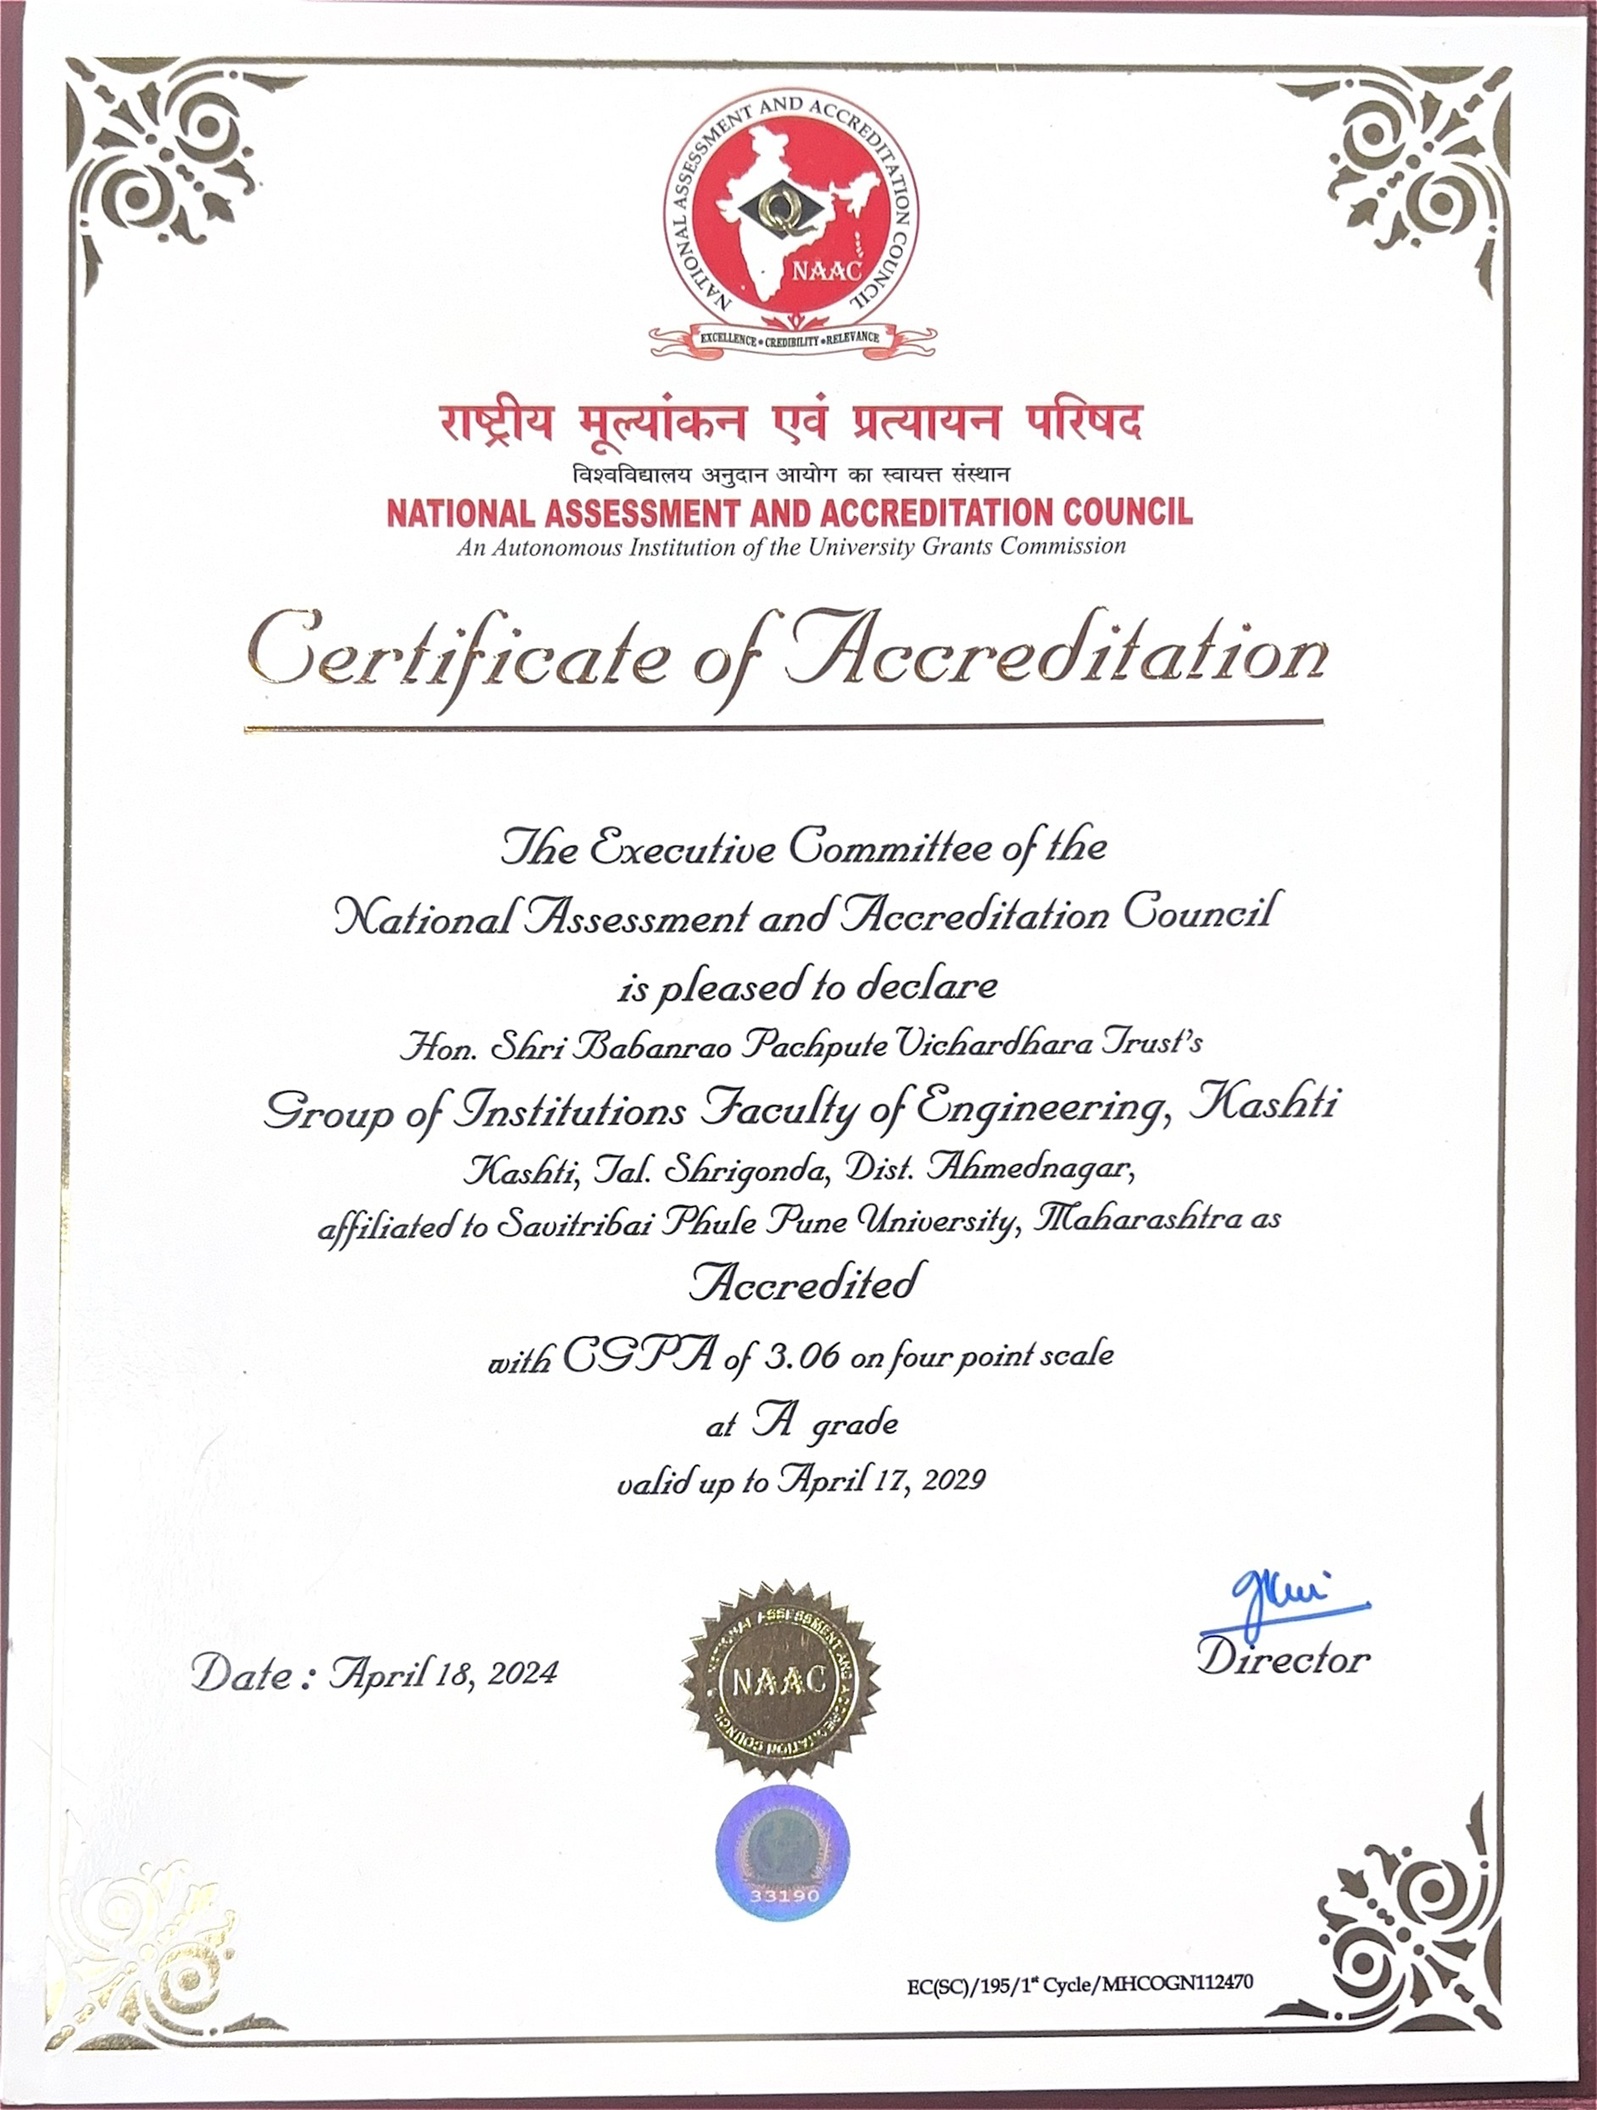 NATIONAL ASSESSMENT AND ACCREDITATION COUNCIL
Q
NAAC
EXCELLENCE • CREDIBILITY • RELEVANCE
राष्ट्रीय मूल्यांकन एवं प्रत्यायन परिषद
विश्वविद्यालय अनुदान आयोग का स्वायत्त संस्थान
NATIONAL ASSESSMENT AND ACCREDITATION COUNCIL
An Autonomous Institution of the University Grants Commission
Certificate of Accreditation
The Executive Committee of the
National Assessment and Accreditation Council
is pleased to declare
Hon. Shri Babanrao Pachpute Vichardhara Trust's
Group of Institutions Faculty of Engineering, Kashti
Kashti, Tal. Shrigonda, Dist. Ahmednagar,
affiliated to Savitribai Phule Pune University, Maharashtra as
Accredited
with CGPA of 3.06 on four point scale
at A grade
valid up to April 17, 2029
Date : April 18, 2024
NATIONAL ASSESSMENT AND ACCREDITATION COUNCIL
NAAC
Director
33190
EC(SC)/195/1st Cycle/MHCOGN112470